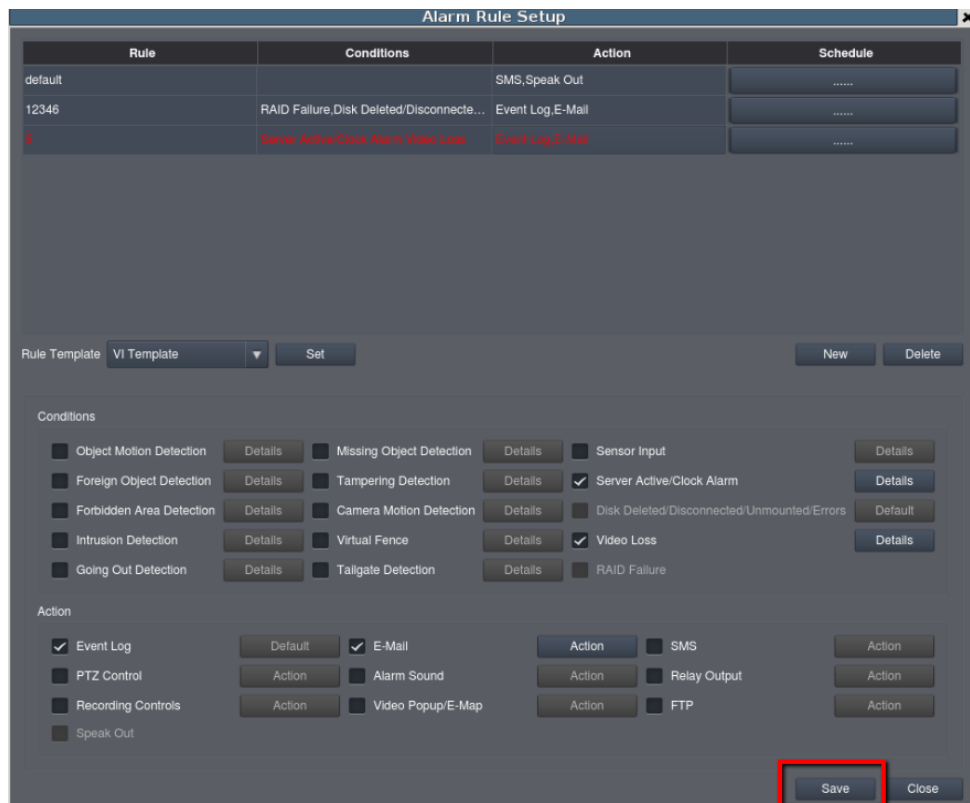 Alarm Rule Setup
Rule Conditions Action Schedule
default SMS,Speak Out ......
12346 RAID Failure,Disk Deleted/Disconnecte... Event Log,E-Mail ......
Server Active/Clock Alarm,Video Loss Event Log,E-Mail ......
Rule Template VI Template Set New Delete
Conditions
Object Motion Detection Details Missing Object Detection Details Sensor Input Details
Foreign Object Detection Details Tampering Detection Details Server Active/Clock Alarm Details
Forbidden Area Detection Details Camera Motion Detection Details Disk Deleted/Disconnected/Unmounted/Errors Default
Intrusion Detection Details Virtual Fence Details Video Loss Details
Going Out Detection Details Tailgate Detection Details RAID Failure
Action
Event Log Default E-Mail Action SMS Action
PTZ Control Action Alarm Sound Action Relay Output Action
Recording Controls Action Video Popup/E-Map Action FTP Action
Speak Out
Save Close